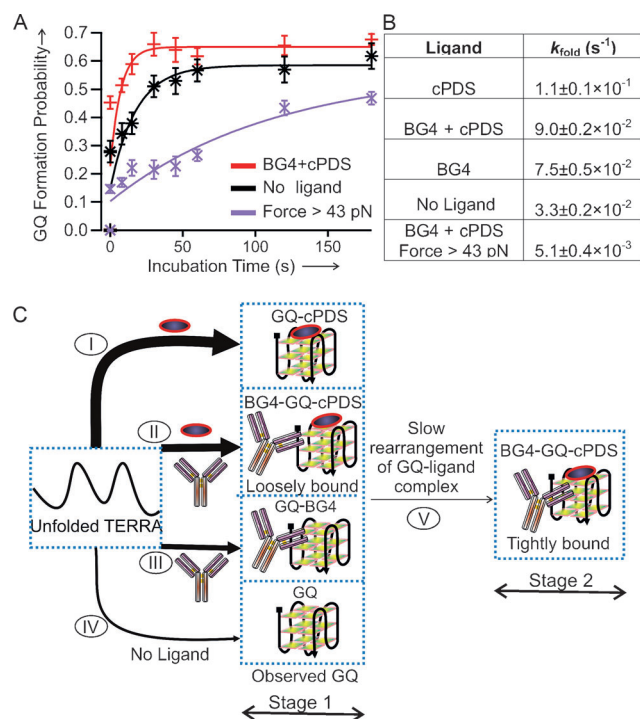 A
GQ Formation Probability→
0.7
0.6
0.5
0.4
0.3
0.2
0.1
0.0
0
50
100
150
Incubation Time (s) →
BG4+cPDS
No ligand
Force > 43 pN
B
Ligand k_fold (s⁻¹)
cPDS 1.1±0.1×10⁻¹
BG4 + cPDS 9.0±0.2×10⁻²
BG4 7.5±0.5×10⁻²
No Ligand 3.3±0.2×10⁻²
BG4 + cPDS
Force > 43 pN 5.1±0.4×10⁻³
C
I
GQ-cPDS
II
BG4-GQ-cPDS
Loosely bound
Unfolded TERRA
III
GQ-BG4
IV
No Ligand
GQ
Observed GQ
Stage 1
Slow
rearrangement
of GQ-ligand
complex
V
BG4-GQ-cPDS
Tightly bound
Stage 2